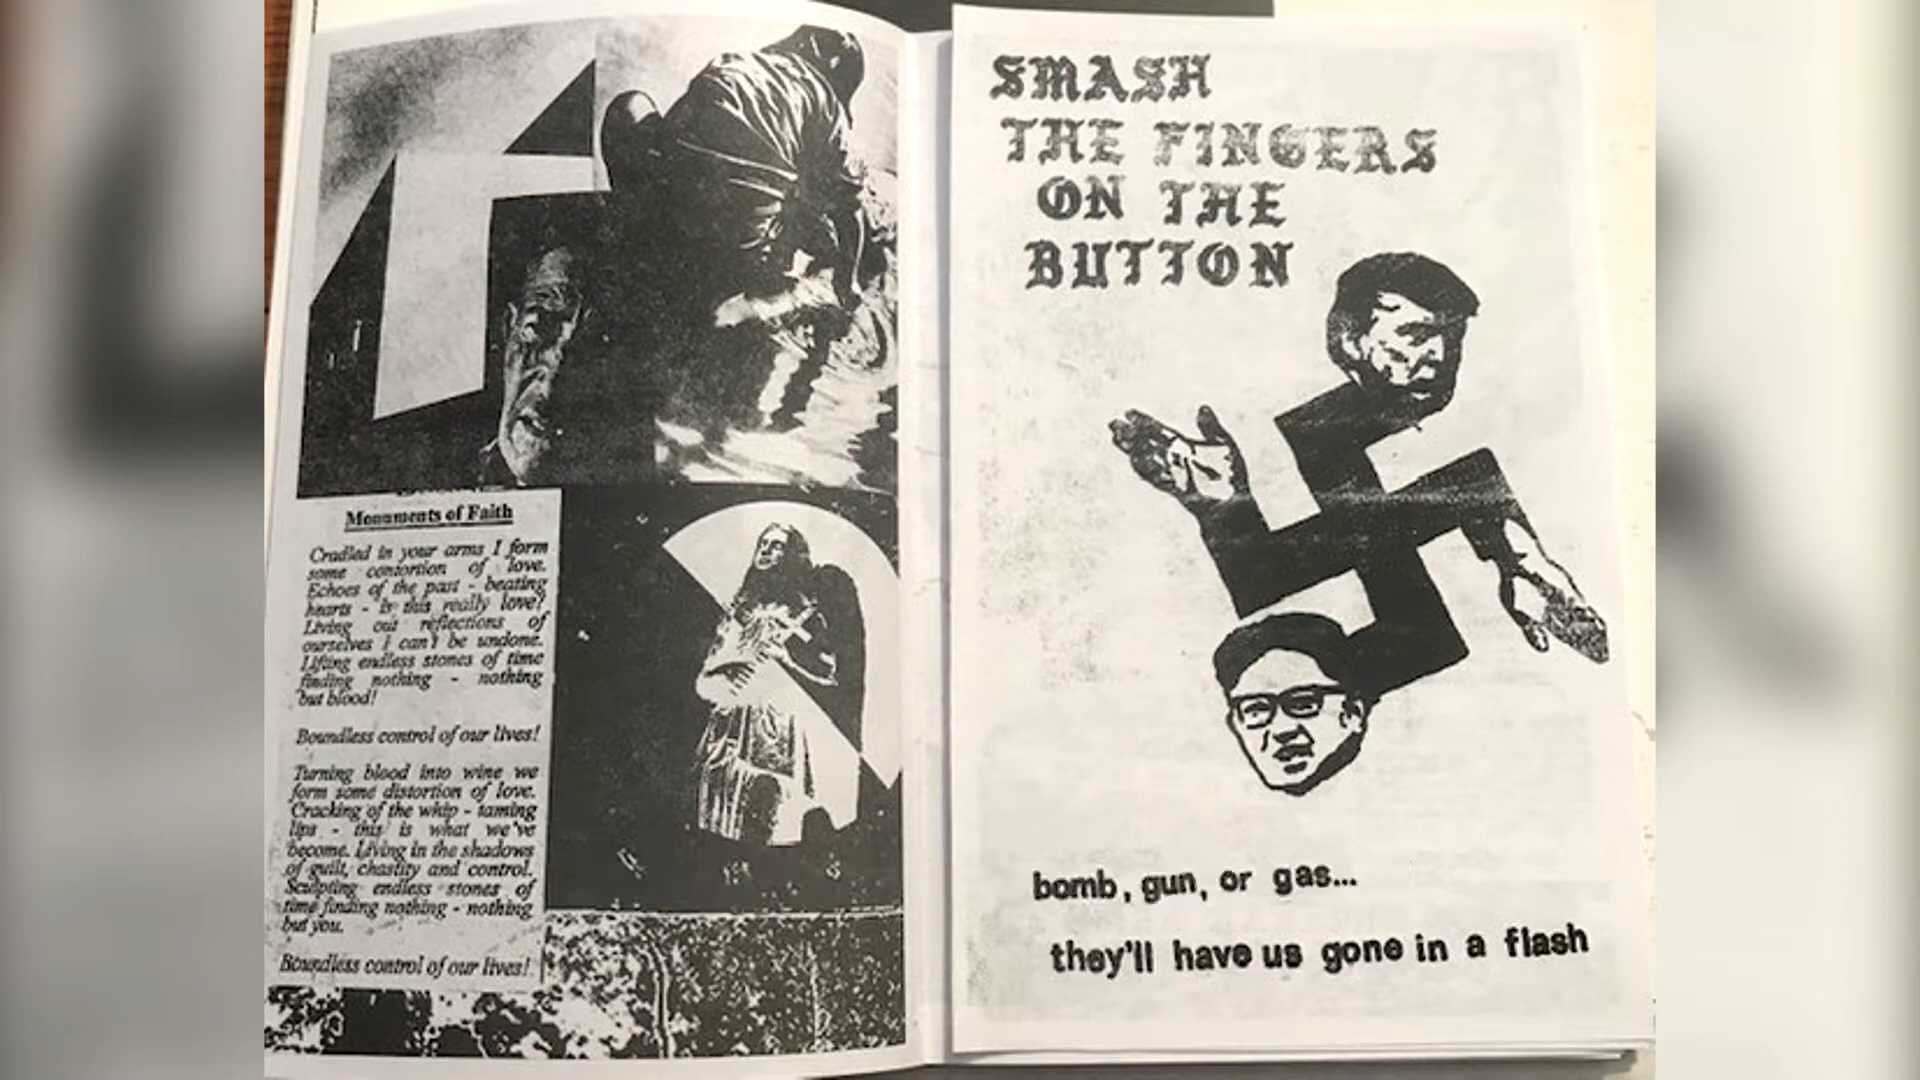 Monuments of Faith
Cradled in your arms I form
some contortion of love.
Echoes of the past - beating
hearts - is this really love?
Living out reflections of
ourselves I can't be undone.
Lifting endless stones of time
finding nothing - nothing
but blood!
Boundless control of our lives!
Turning blood into wine we
form some distortion of love.
Cracking of the whip - taming
lips - this is what we've
become. Living in the shadows
of guilt, chastity and control.
Sculpting endless stones of
time finding nothing - nothing
but you.
Boundless control of our lives!
SMASH
THE FINGERS
ON THE
BUTTON
bomb, gun, or gas...
they'll have us gone in a flash